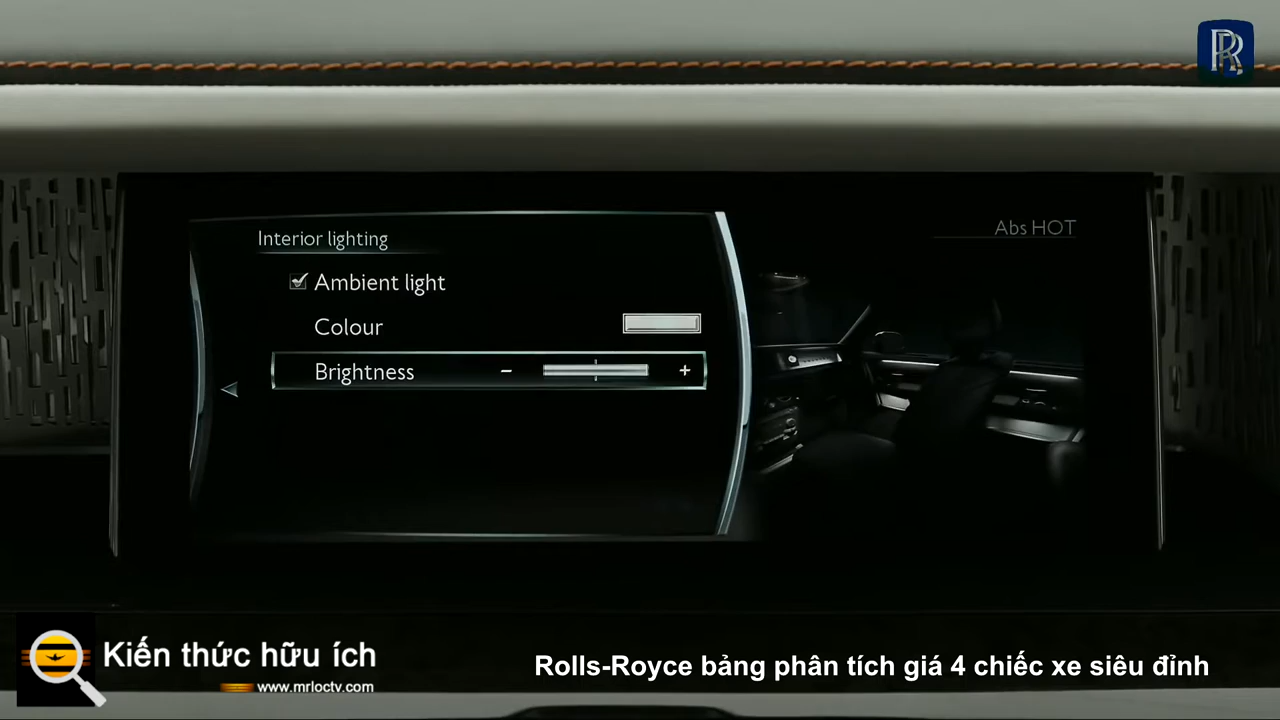 RR
Interior lighting
Abs HOT
Ambient light
Colour
Brightness - +
Kiến thức hữu ích
www.mrloctv.com
Rolls-Royce bảng phân tích giá 4 chiếc xe siêu đỉnh